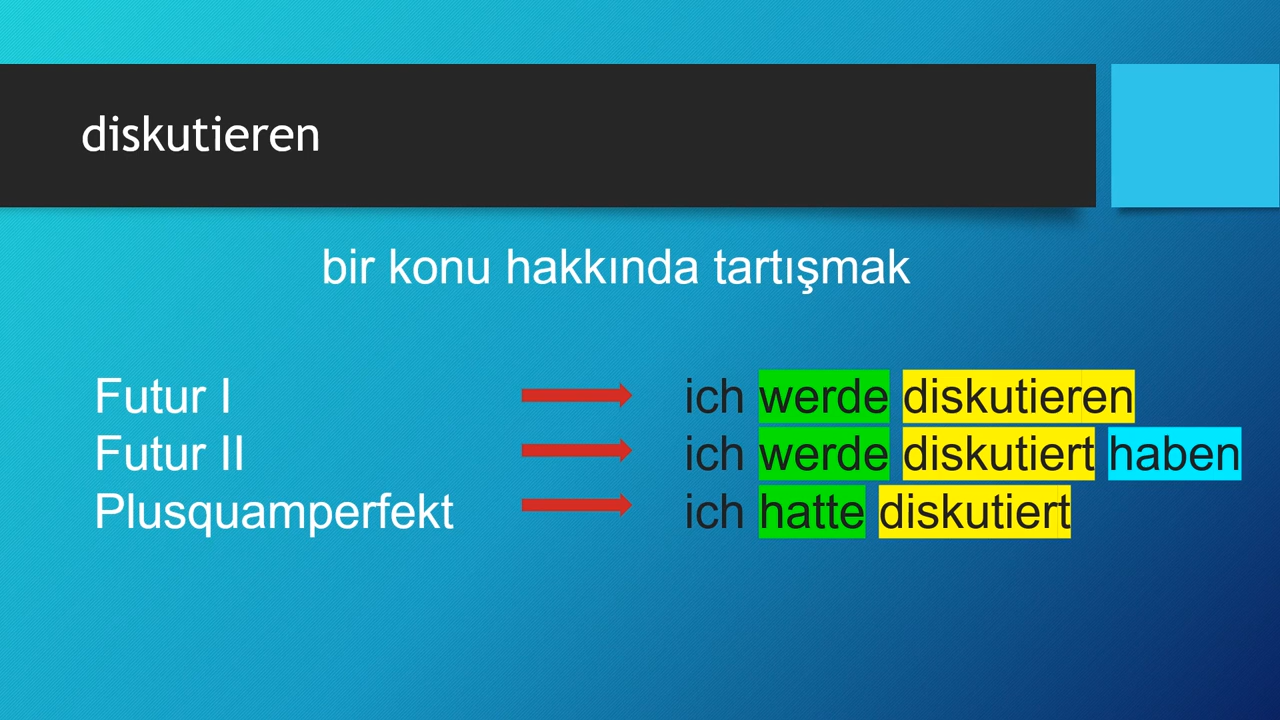 diskutieren
bir konu hakkında tartışmak
Futur I ich werde diskutieren
Futur II ich werde diskutiert haben
Plusquamperfekt ich hatte diskutiert